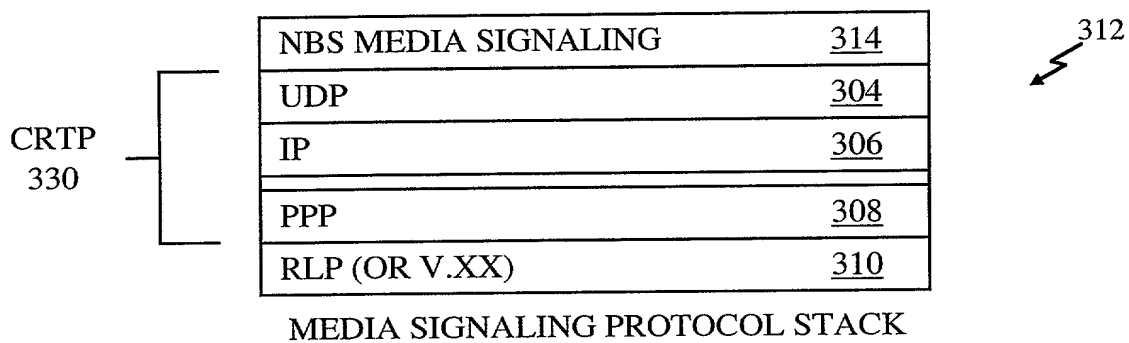 NBS MEDIA SIGNALING 314
312
UDP 304
CRTP
330
IP 306
PPP 308
RLP (OR V.XX) 310
MEDIA SIGNALING PROTOCOL STACK